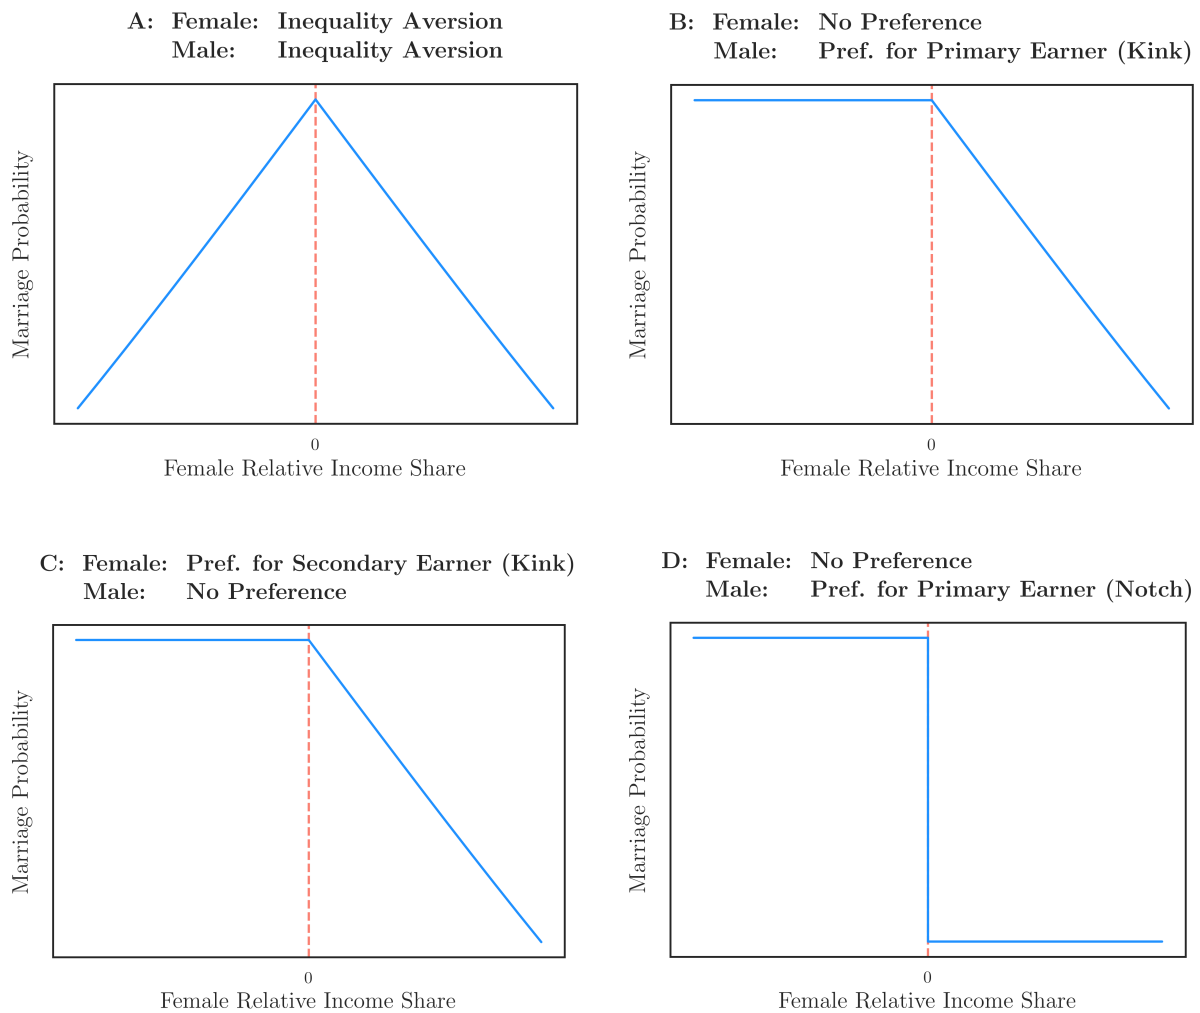 A: Female: Inequality Aversion
Male: Inequality Aversion
Marriage Probability
0
Female Relative Income Share
B: Female: No Preference
Male: Pref. for Primary Earner (Kink)
Marriage Probability
0
Female Relative Income Share
C: Female: Pref. for Secondary Earner (Kink)
Male: No Preference
Marriage Probability
0
Female Relative Income Share
D: Female: No Preference
Male: Pref. for Primary Earner (Notch)
Marriage Probability
0
Female Relative Income Share